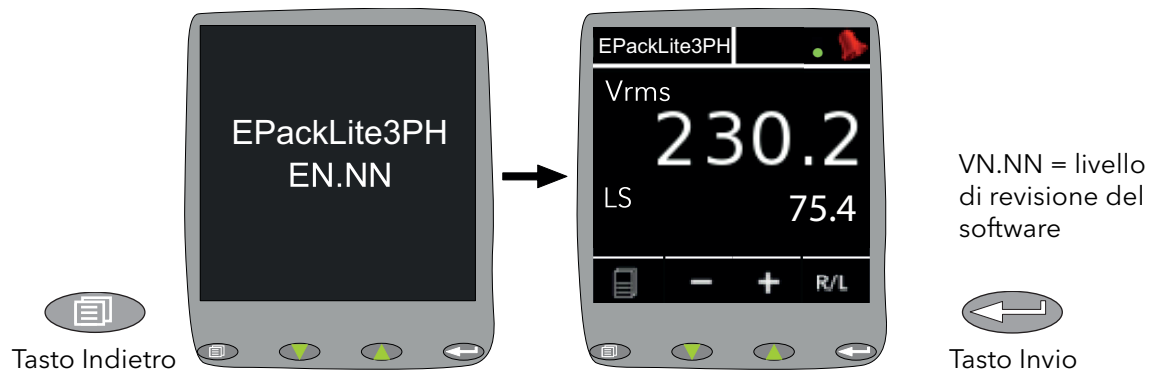 EPackLite3PH
EN.NN
EPackLite3PH
Vrms
230.2
LS
75.4
R/L
VN.NN = livello
di revisione del
software
Tasto Indietro
Tasto Invio